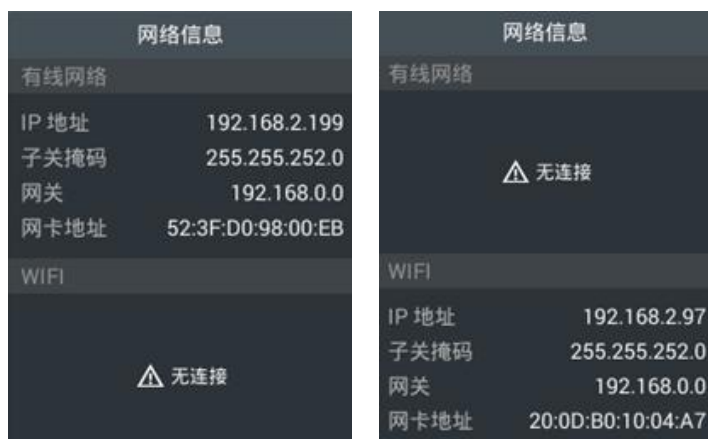 网络信息
有线网络
IP 地址 192.168.2.199
子关掩码 255.255.252.0
网关 192.168.0.0
网卡地址 52:3F:D0:98:00:EB
WIFI
无连接
网络信息
有线网络
无连接
WIFI
IP 地址 192.168.2.97
子关掩码 255.255.252.0
网关 192.168.0.0
网卡地址 20:0D:B0:10:04:A7